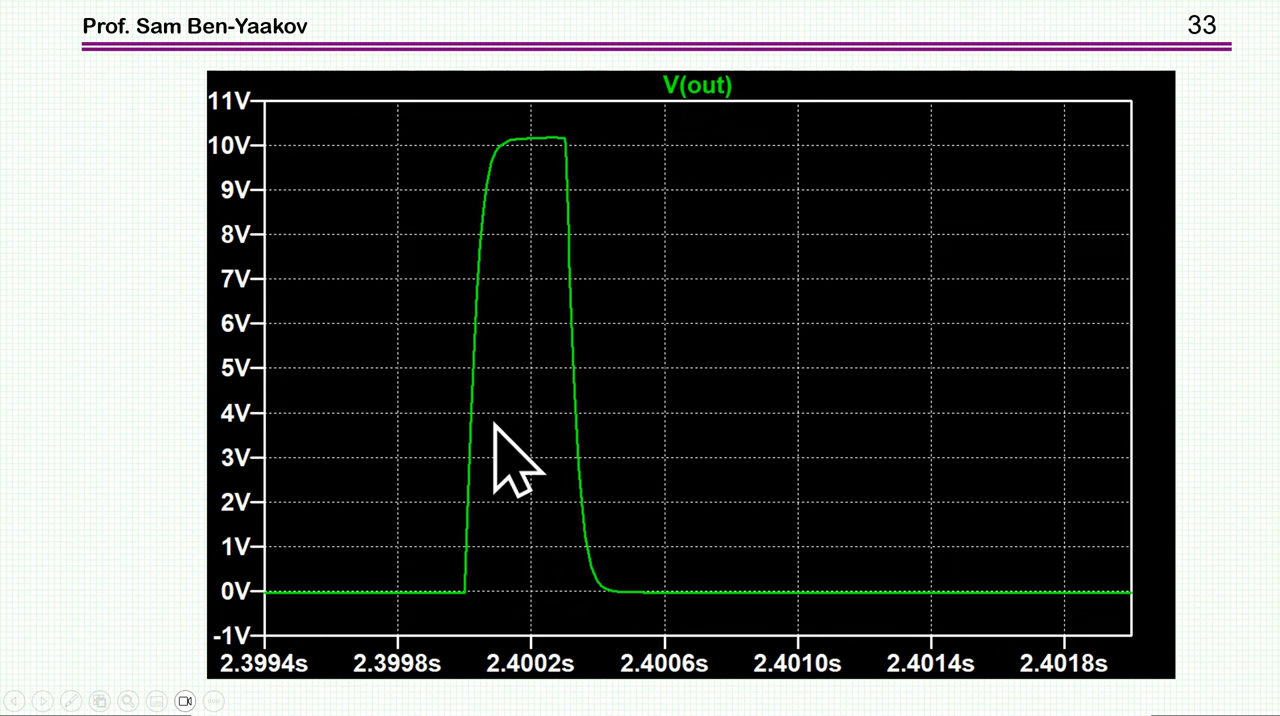 Prof. Sam Ben-Yaakov
33
V(out)
11V
10V
9V
8V
7V
6V
5V
4V
3V
2V
1V
0V
-1V
2.3994s 2.3998s 2.4002s 2.4006s 2.4010s 2.4014s 2.4018s